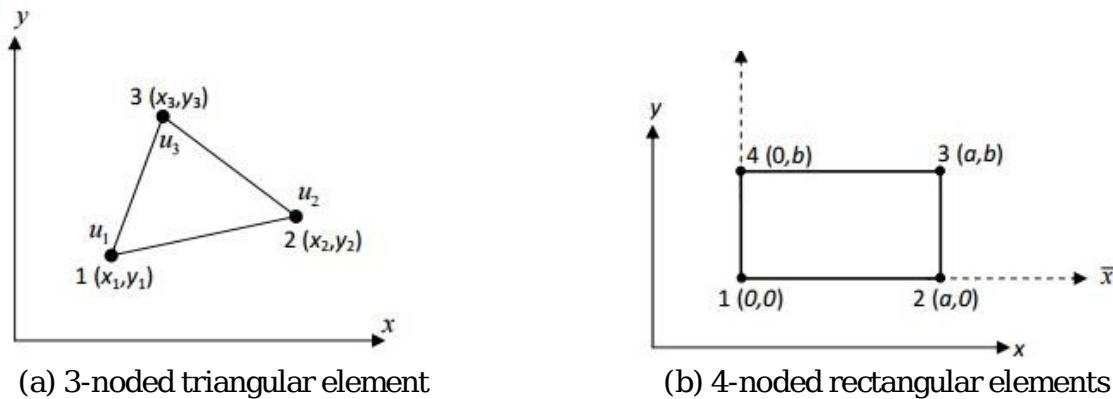 y
3 (x₃,y₃)
u₃
u₂
u₁
2 (x₂,y₂)
1 (x₁,y₁)
x
(a) 3-noded triangular element
y
4 (0,b)
3 (a,b)
x̅
1 (0,0)
2 (a,0)
x
(b) 4-noded rectangular elements